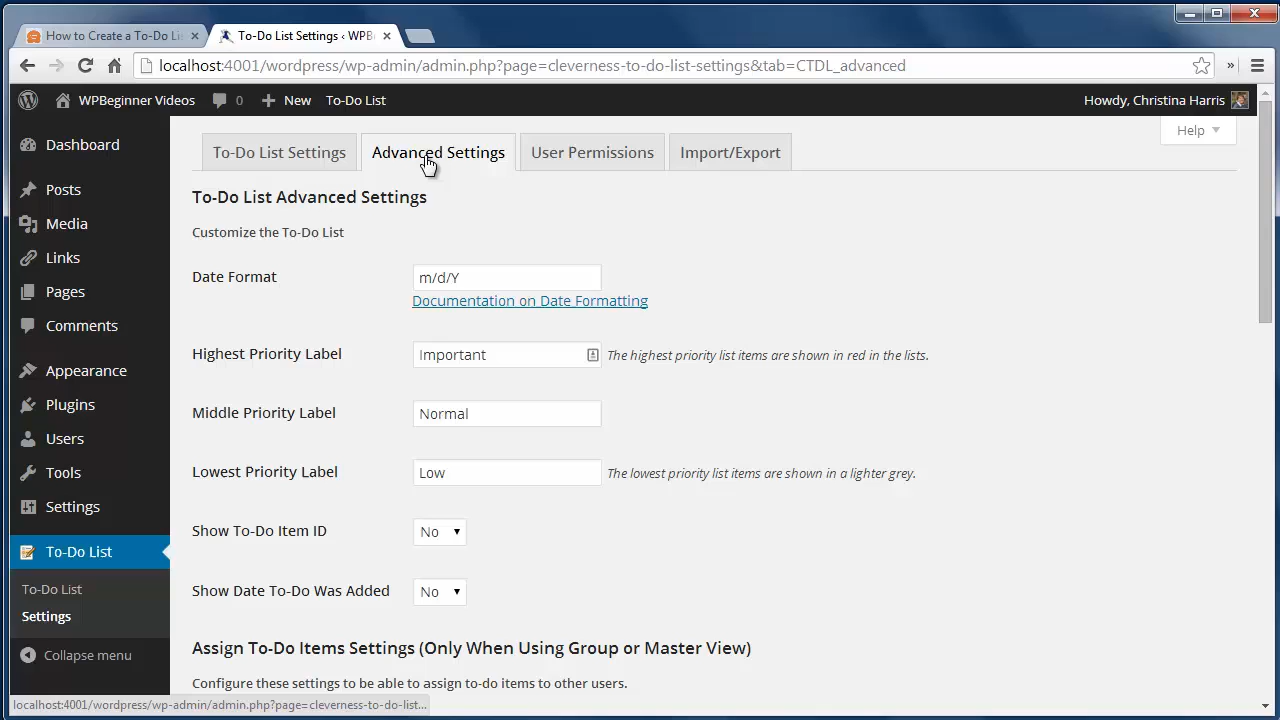 How to Create a To-Do Li
To-Do List Settings ‹ WPB
localhost:4001/wordpress/wp-admin/admin.php?page=cleverness-to-do-list-settings&tab=CTDL_advanced
WPBeginner Videos 0 New To-Do List Howdy, Christina Harris
Help
Dashboard
Posts
Media
Links
Pages
Comments
Appearance
Plugins
Users
Tools
Settings
To-Do List
To-Do List
Settings
Collapse menu
To-Do List Settings Advanced Settings User Permissions Import/Export
To-Do List Advanced Settings
Customize the To-Do List
Date Format m/d/Y
Documentation on Date Formatting
Highest Priority Label Important The highest priority list items are shown in red in the lists.
Middle Priority Label Normal
Lowest Priority Label Low The lowest priority list items are shown in a lighter grey.
Show To-Do Item ID No
Show Date To-Do Was Added No
Assign To-Do Items Settings (Only When Using Group or Master View)
Configure these settings to be able to assign to-do items to other users.
localhost:4001/wordpress/wp-admin/admin.php?page=cleverness-to-do-list...